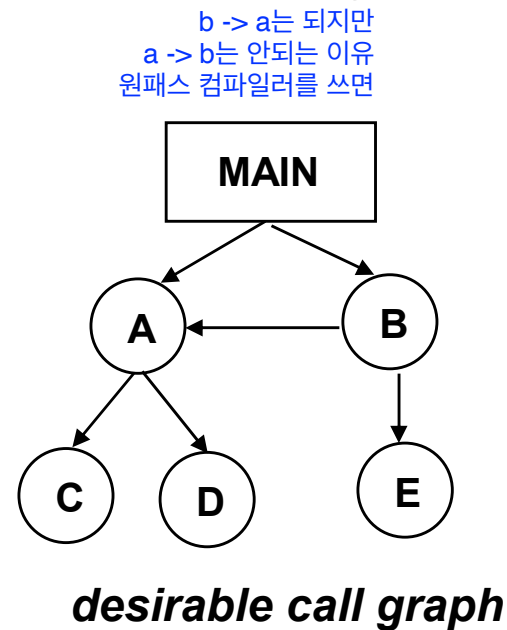 b -> a는 되지만
a -> b는 안되는 이유
원패스 컴파일러를 쓰면
MAIN
A
B
C
D
E
desirable call graph